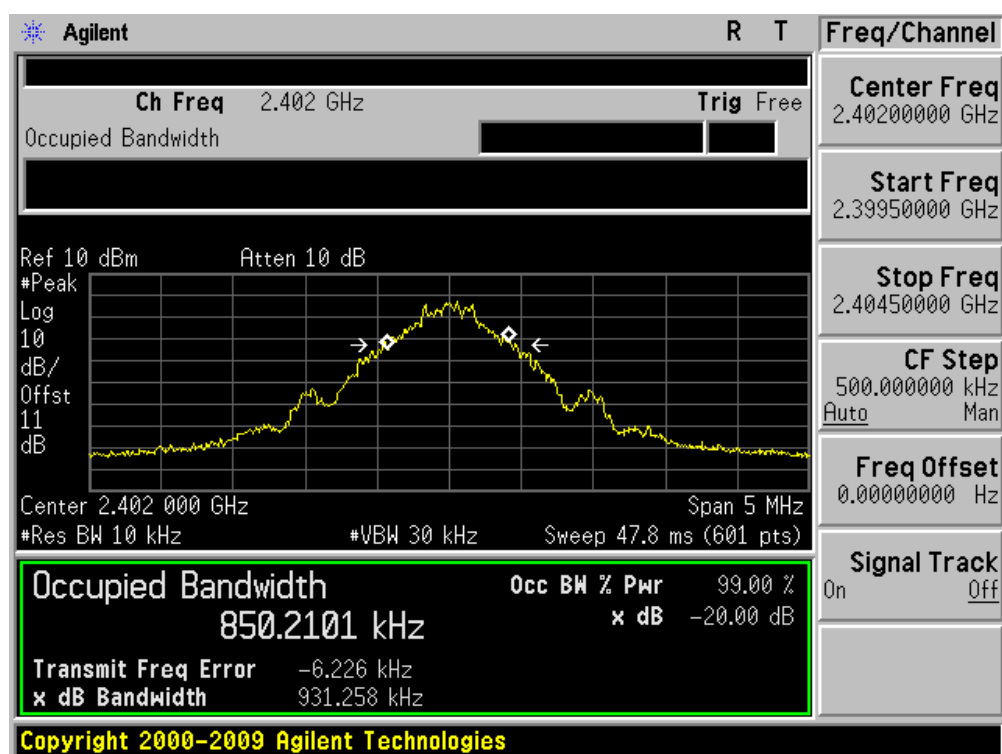 Agilent R T
Ch Freq 2.402 GHz Trig Free
Occupied Bandwidth
Ref 10 dBm Atten 10 dB
#Peak
Log
10
dB/
Offst
11
dB
Center 2.402 000 GHz Span 5 MHz
#Res BW 10 kHz #VBW 30 kHz Sweep 47.8 ms (601 pts)
Occupied Bandwidth Occ BW % Pwr 99.00 %
850.2101 kHz x dB -20.00 dB
Transmit Freq Error -6.226 kHz
x dB Bandwidth 931.258 kHz
Copyright 2000-2009 Agilent Technologies
Freq/Channel
Center Freq
2.40200000 GHz
Start Freq
2.39950000 GHz
Stop Freq
2.40450000 GHz
CF Step
500.000000 kHz
Auto Man
Freq Offset
0.00000000 Hz
Signal Track
On Off